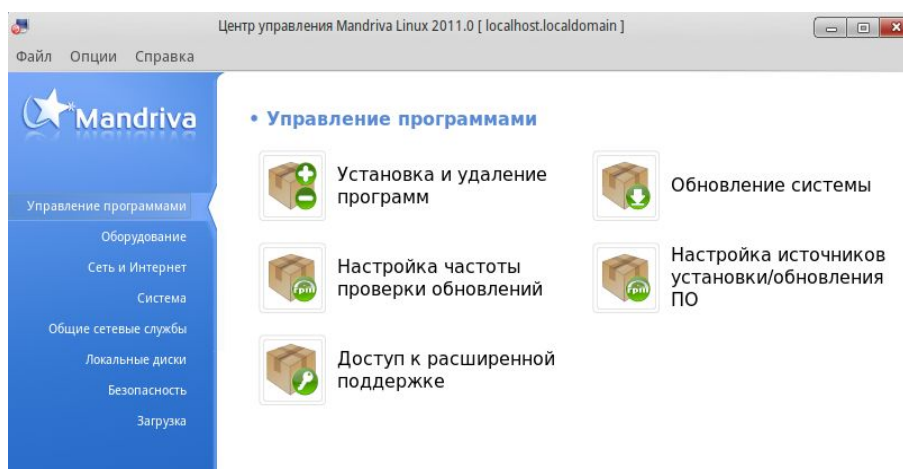 Центр управления Mandriva Linux 2011.0 [ localhost.localdomain ]
Файл Опции Справка
Mandriva
Управление программами
Оборудование
Сеть и Интернет
Система
Общие сетевые службы
Локальные диски
Безопасность
Загрузка
• Управление программами
Установка и удаление
программ
Обновление системы
rpm
Настройка частоты
проверки обновлений
rpm
Настройка источников
установки/обновления
ПО
Доступ к расширенной
поддержке